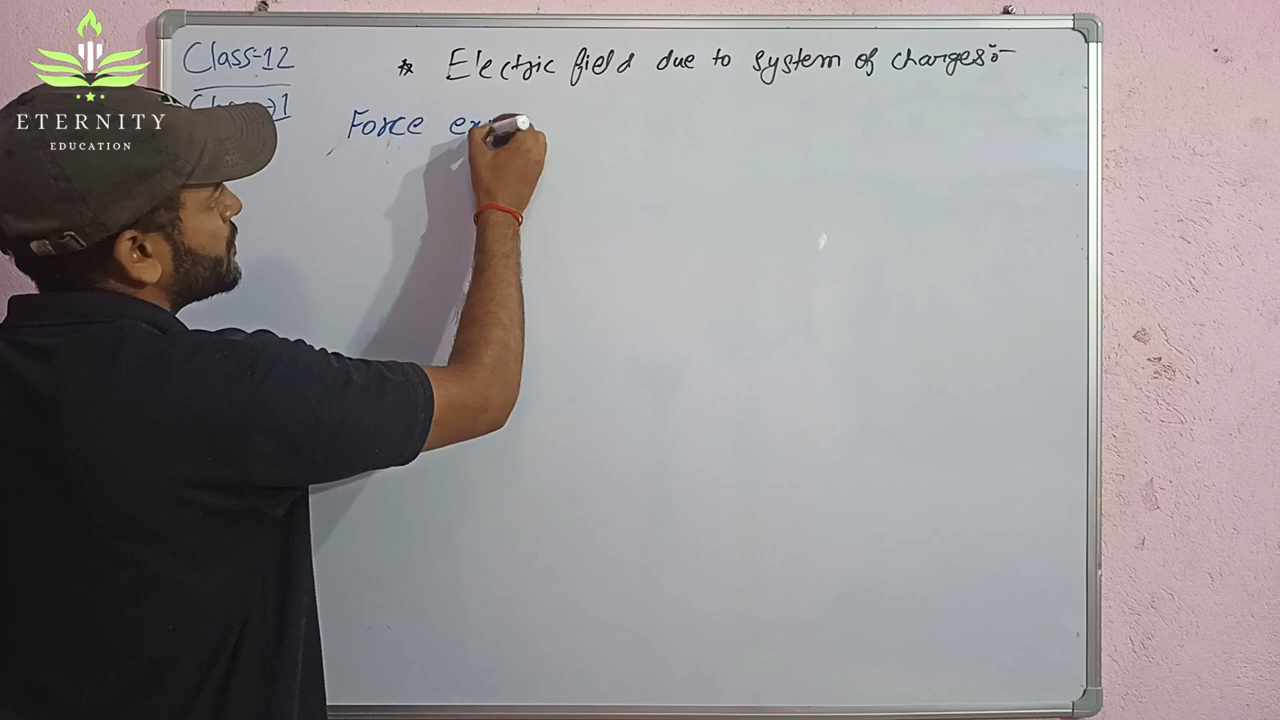 Class-12
* Electric field due to system of charges:-
Force
ETERNITY
EDUCATION